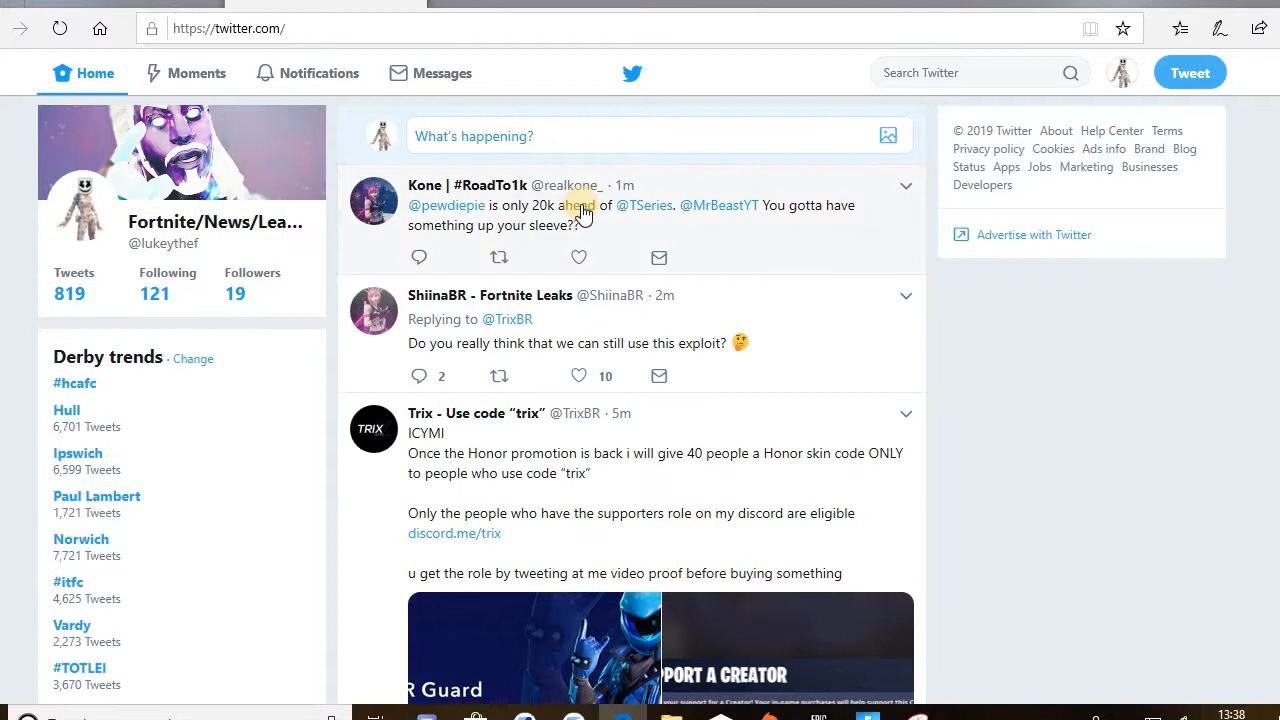 https://twitter.com/
Home
Moments
Notifications
Messages
Search Twitter
Tweet
Fortnite/News/Lea...
@lukeythef
Tweets Following Followers
819 121 19
Derby trends · Change
#hcafc
Hull
6,701 Tweets
Ipswich
6,599 Tweets
Paul Lambert
1,721 Tweets
Norwich
7,721 Tweets
#itfc
4,625 Tweets
Vardy
2,273 Tweets
#TOTLEI
3,670 Tweets
What's happening?
Kone | #RoadTo1k @realkone_ · 1m
@pewdiepie is only 20k ahead of @TSeries. @MrBeastYT You gotta have
something up your sleeve??
ShiinaBR - Fortnite Leaks @ShiinaBR · 2m
Replying to @TrixBR
Do you really think that we can still use this exploit? 🤔
2 10
Trix - Use code “trix” @TrixBR · 5m
TRIX
ICYMI
Once the Honor promotion is back i will give 40 people a Honor skin code ONLY
to people who use code “trix”
Only the people who have the supporters role on my discord are eligible
discord.me/trix
u get the role by tweeting at me video proof before buying something
R Guard
PPORT A CREATOR
© 2019 Twitter About Help Center Terms
Privacy policy Cookies Ads info Brand Blog
Status Apps Jobs Marketing Businesses
Developers
Advertise with Twitter
13:38